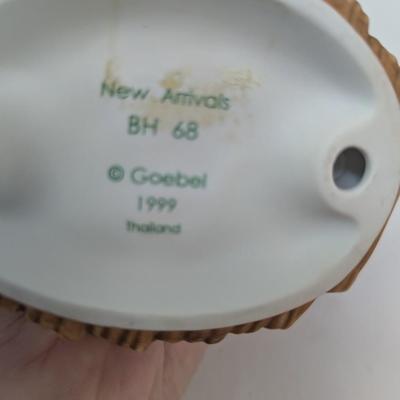 New Arrivals
BH 68
© Goebel
1999
Thailand